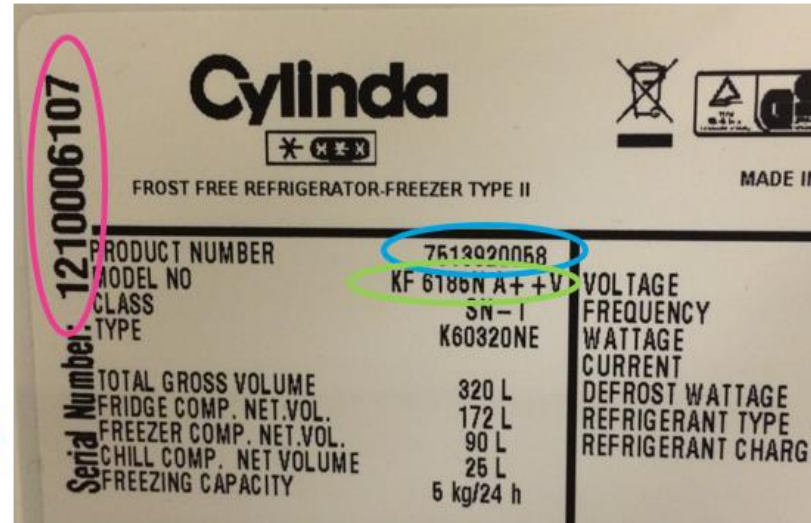 Cylinda
FROST FREE REFRIGERATOR-FREEZER TYPE II
MADE
Serial Number: 1210006107
PRODUCT NUMBER 7513920058
MODEL NO KF 6186N A++V
CLASS SN-T
TYPE K60320NE
TOTAL GROSS VOLUME 320 L
FRIDGE COMP. NET.VOL. 172 L
FREEZER COMP. NET.VOL. 90 L
CHILL COMP. NET VOLUME 25 L
FREEZING CAPACITY 5 kg/24 h
VOLTAGE
FREQUENCY
WATTAGE
CURRENT
DEFROST WATTAGE
REFRIGERANT TYPE
REFRIGERANT CHARG